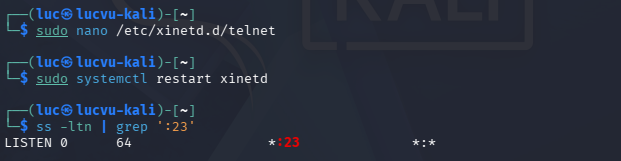 ┌──(luc㉿lucvu-kali)-[~]
└─$ sudo nano /etc/xinetd.d/telnet
┌──(luc㉿lucvu-kali)-[~]
└─$ sudo systemctl restart xinetd
┌──(luc㉿lucvu-kali)-[~]
└─$ ss -ltn | grep ':23'
LISTEN 0      64                 *:23              *:*
KALI